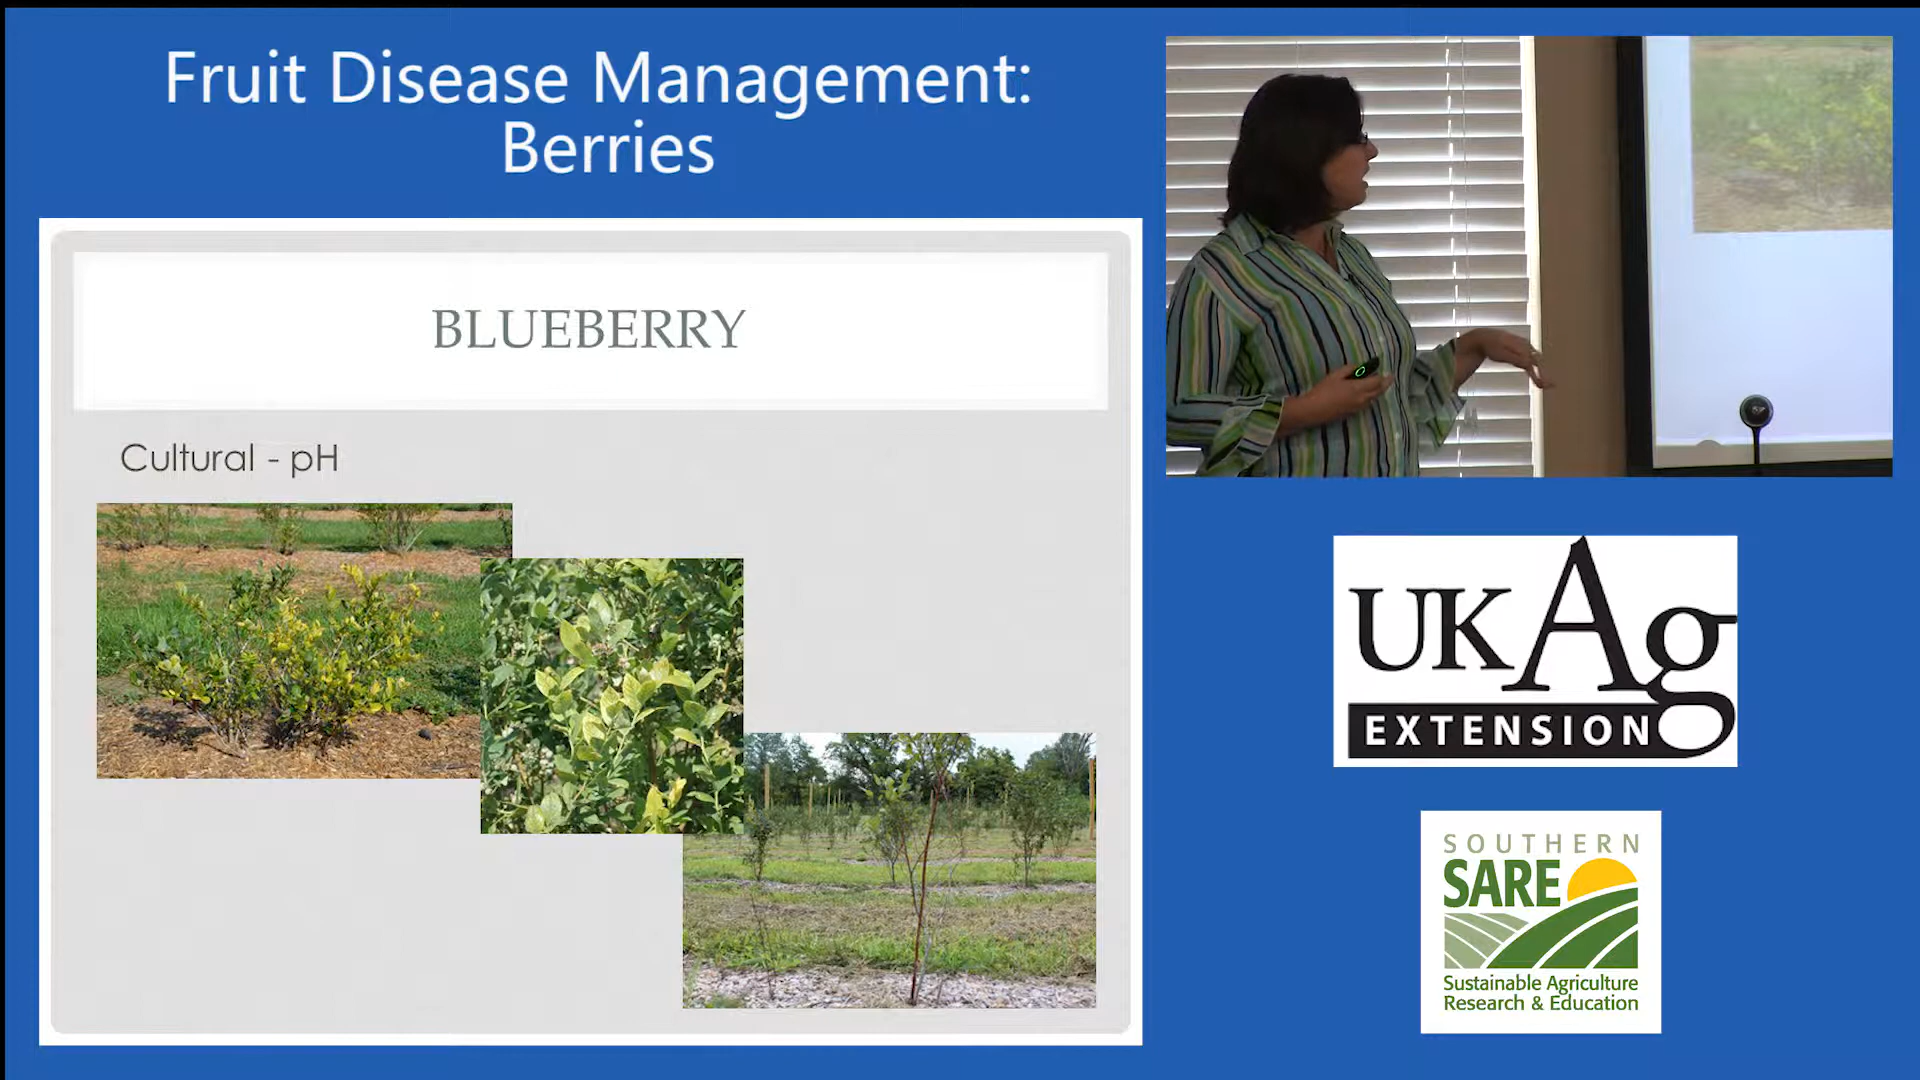 Fruit Disease Management:
Berries
BLUEBERRY
Cultural - pH
UKAg
EXTENSION
SOUTHERN
SARE
Sustainable Agriculture
Research & Education